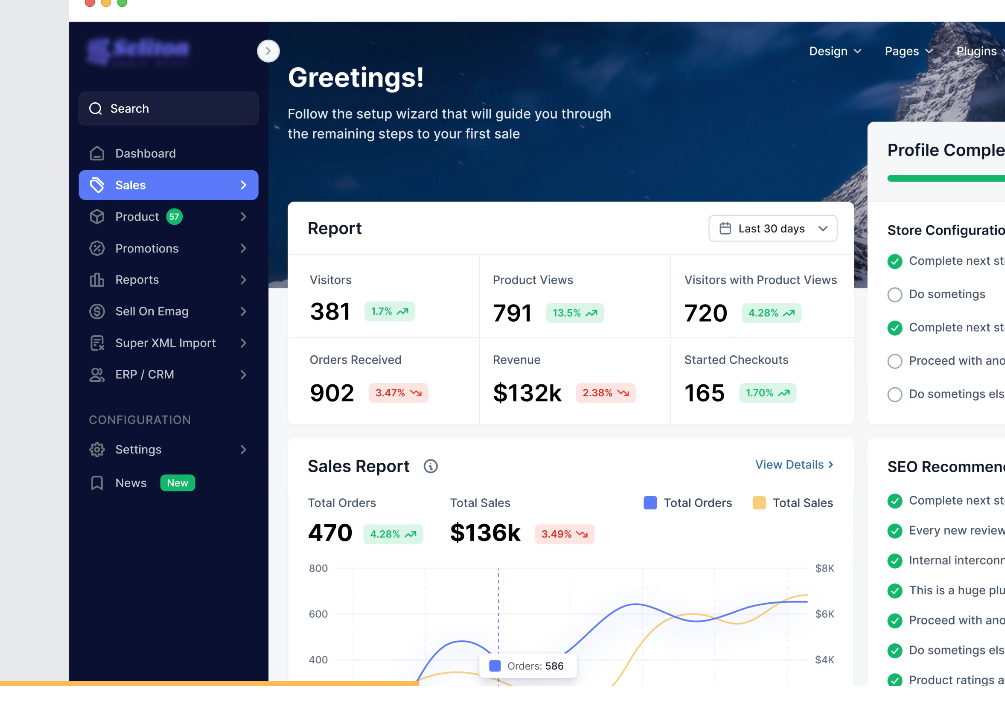 Seliton
Search
Dashboard
Sales
Product 57
Promotions
Reports
Sell On Emag
Super XML Import
ERP / CRM
CONFIGURATION
Settings
News New
Design Pages Plugins
Greetings!
Follow the setup wizard that will guide you through
the remaining steps to your first sale
Report
Last 30 days
Visitors
381 1.7%
Product Views
791 13.5%
Visitors with Product Views
720 4.28%
Orders Received
902 3.47%
Revenue
$132k 2.38%
Started Checkouts
165 1.70%
Sales Report
View Details
Total Orders
470 4.28%
Total Sales
$136k 3.49%
Total Orders
Total Sales
800
600
400
$8K
$6K
$4K
Orders: 586
Profile Comple
Store Configuratio
Complete next st
Do sometings
Complete next st
Proceed with ano
Do sometings els
SEO Recommen
Complete next st
Every new review
Internal interconn
This is a huge plu
Proceed with ano
Do sometings els
Product ratings a